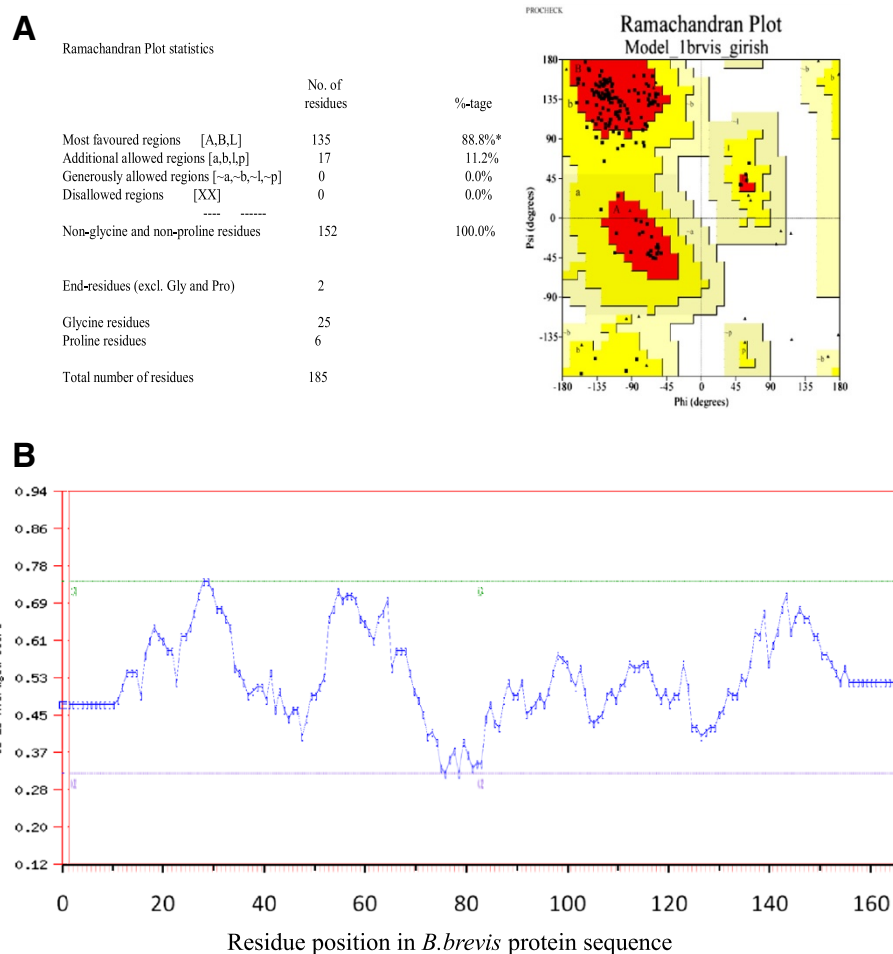 A
Ramachandran Plot statistics
No. of
residues
%-tage
Most favoured regions [A,B,L] 135 88.8%*
Additional allowed regions [a,b,l,p] 17 11.2%
Generously allowed regions [~a,~b,~l,~p] 0 0.0%
Disallowed regions [XX] 0 0.0%
---- ------
Non-glycine and non-proline residues 152 100.0%
End-residues (excl. Gly and Pro) 2
Glycine residues 25
Proline residues 6
Total number of residues 185
PROCHECK
Ramachandran Plot
Model_1brvis_girish
180
135
90
45
0
-45
-90
-135
Psi (degrees)
B
b
~b
~l
l
~b
b
a
A
~a
~b
b
~p
p
~b
-180 -135 -90 -45 0 45 90 135 180
Phi (degrees)
B
0.94
0.86
0.78
0.69
0.61
0.53
0.45
0.37
0.28
0.20
0.12
0 20 40 60 80 100 120 140 160
Residue position in B.brevis protein sequence